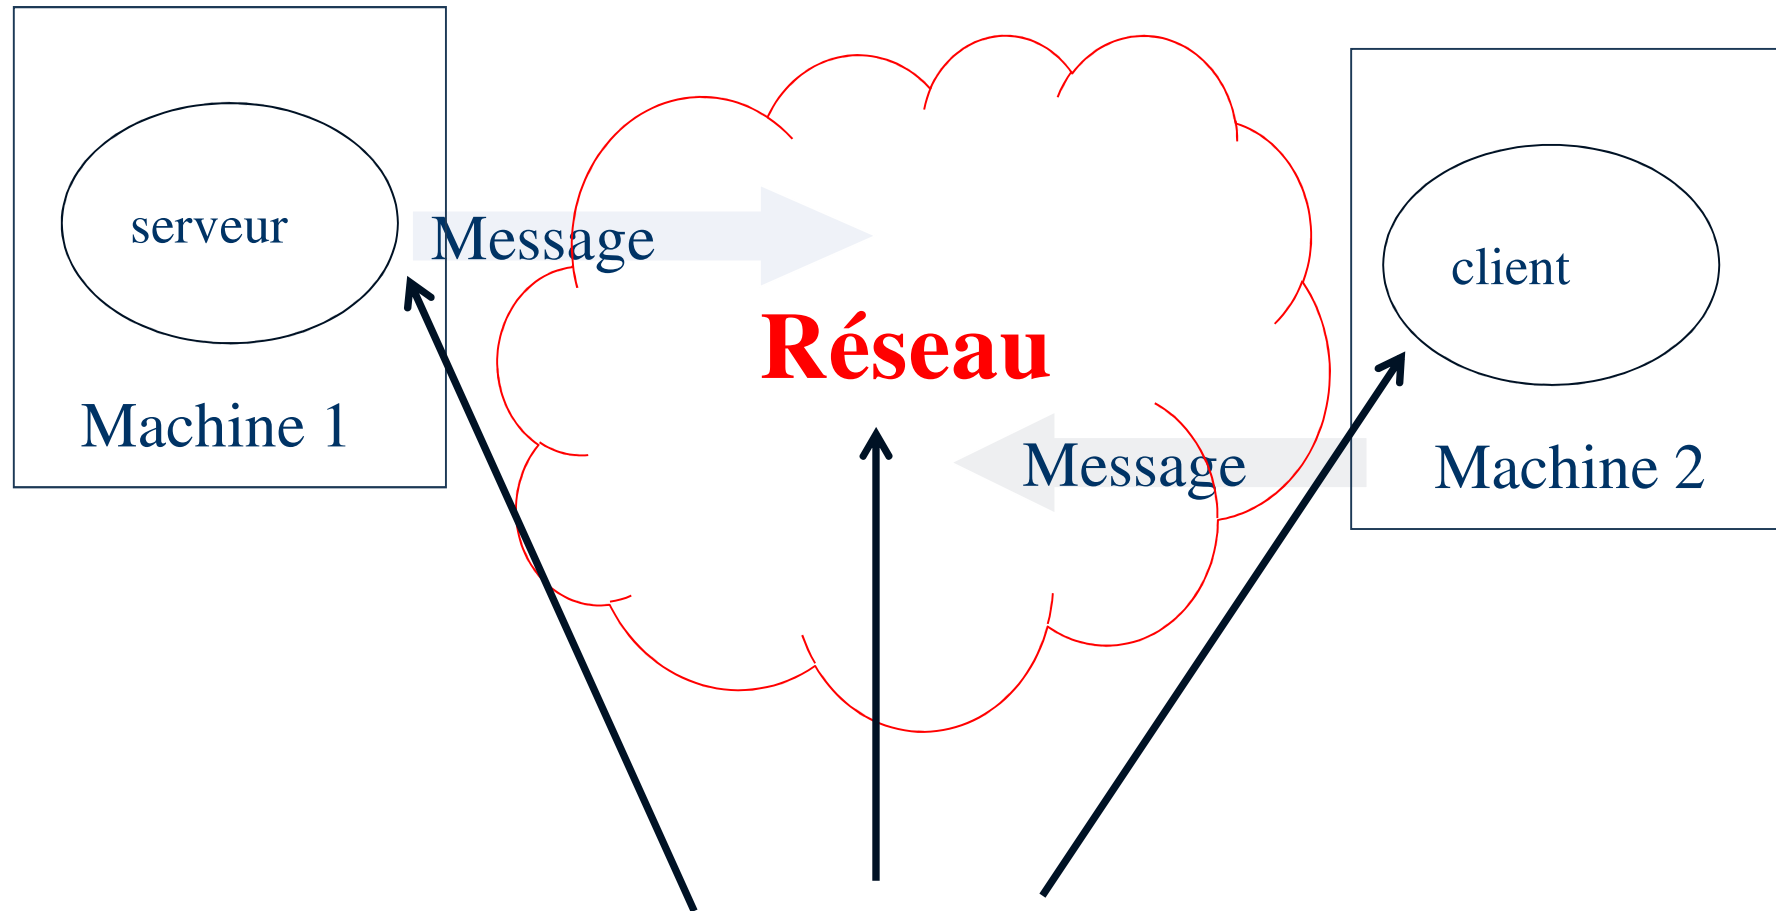 serveur
Message
client
Réseau
Machine 1
Message
Machine 2